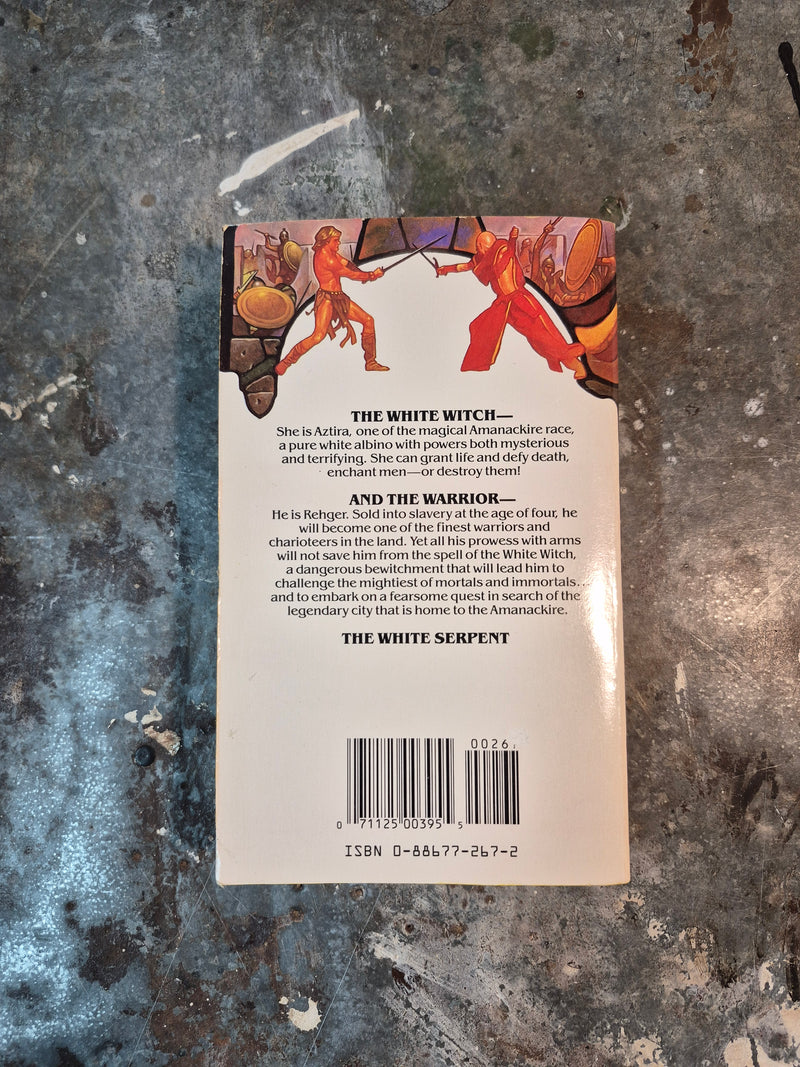 THE WHITE WITCH—
She is Aztira, one of the magical Amanackire race,
a pure white albino with powers both mysterious
and terrifying. She can grant life and defy death,
enchant men—or destroy them!
AND THE WARRIOR—
He is Rehger. Sold into slavery at the age of four, he
will become one of the finest warriors and
charioteers in the land. Yet all his prowess with arms
will not save him from the spell of the White Witch,
a dangerous bewitchment that will lead him to
challenge the mightiest of mortals and immortals...
and to embark on a fearsome quest in search of the
legendary city that is home to the Amanackire.
THE WHITE SERPENT
0026
0 71125 00395 5
ISBN 0-88677-267-2